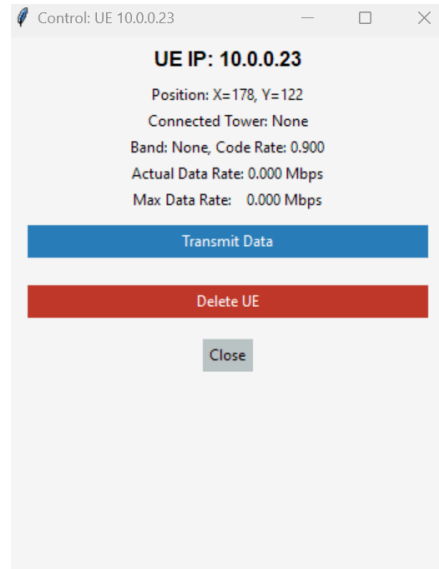 Control: UE 10.0.0.23
UE IP: 10.0.0.23
Position: X=178, Y=122
Connected Tower: None
Band: None, Code Rate: 0.900
Actual Data Rate: 0.000 Mbps
Max Data Rate: 0.000 Mbps
Transmit Data
Delete UE
Close